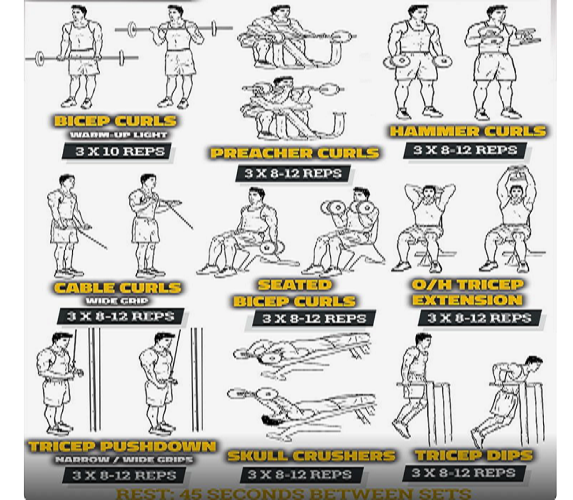 BICEP CURLS
WARM-UP LIGHT
3 X 10 REPS
PREACHER CURLS
3 X 8-12 REPS
HAMMER CURLS
3 X 8-12 REPS
CABLE CURLS
WIDE GRIP
3 X 8-12 REPS
SEATED
BICEP CURLS
3 X 8-12 REPS
O/H TRICEP
EXTENSION
3 X 8-12 REPS
TRICEP PUSHDOWN
NARROW / WIDE GRIPS
3 X 8-12 REPS
SKULL CRUSHERS
3 X 8-12 REPS
TRICEP DIPS
3 X 8-12 REPS
REST: 45 SECONDS BETWEEN SETS